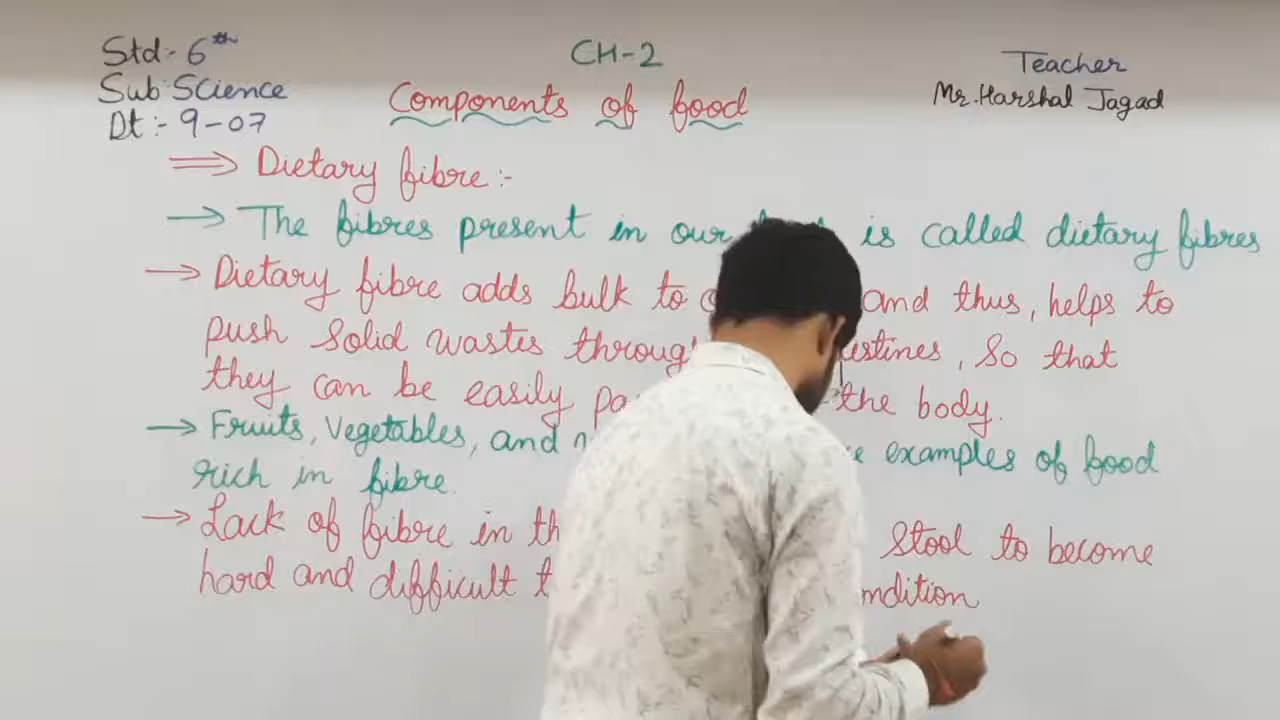 Std:- 6th
Sub: Science
Dt:- 9-07
CH-2
Components of food
Teacher
Mr. Harshal Jagad
⇒ Dietary fibre:-
→ The fibres present in our is called dietary fibres
→ Dietary fibre adds bulk to and thus, helps to
push solid wastes through , so that
they can be easily the body.
→ Fruits, Vegetables, and examples of food
rich in fibre.
→ Lack of fibre in stool to become
hard and difficult